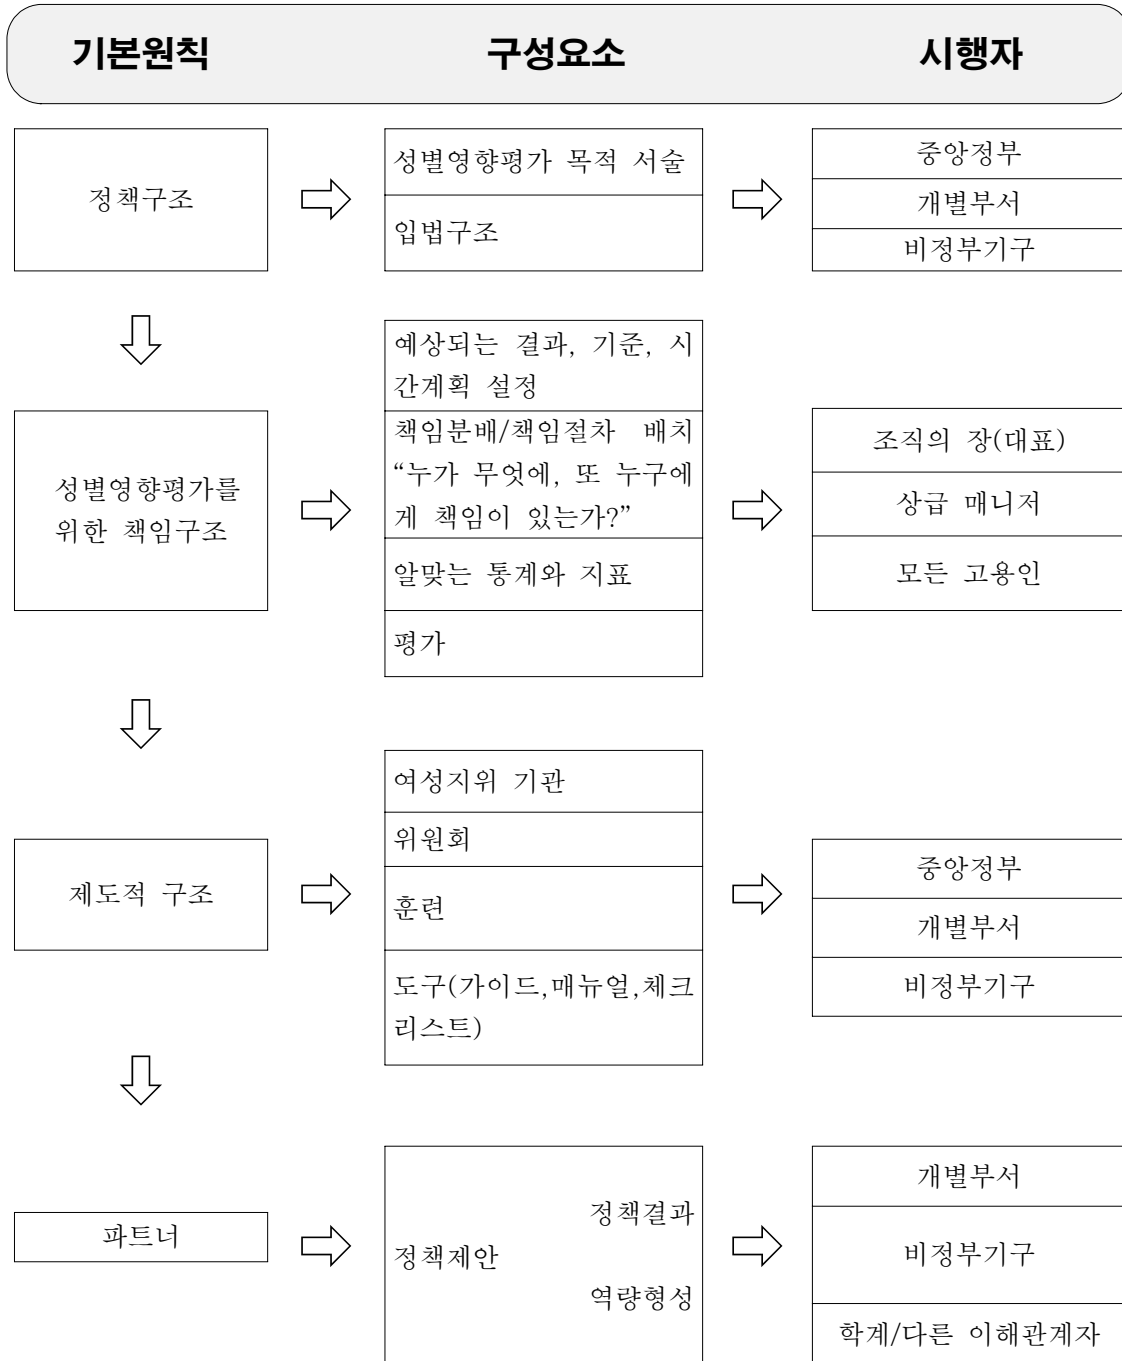 기본원칙
구성요소
시행자
정책구조
성별영향평가 목적 서술
입법구조
중앙정부
개별부서
비정부기구
성별영향평가를
위한 책임구조
예상되는 결과, 기준, 시
간계획 설정
책임분배/책임절차 배치
“누가 무엇에, 또 누구에
게 책임이 있는가?”
알맞는 통계와 지표
평가
조직의 장(대표)
상급 매니저
모든 고용인
제도적 구조
여성지위 기관
위원회
훈련
도구(가이드,매뉴얼,체크
리스트)
중앙정부
개별부서
비정부기구
파트너
정책결과
정책제안
역량형성
개별부서
비정부기구
학계/다른 이해관계자